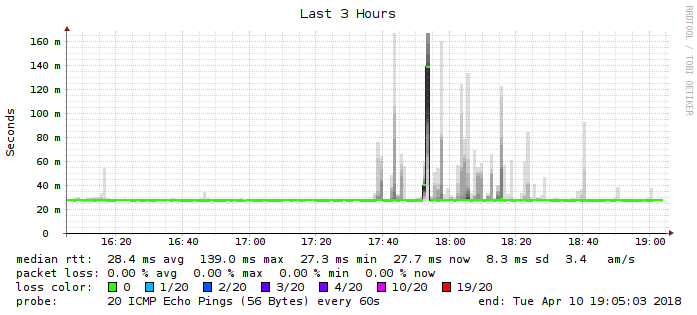 Last 3 Hours
RRDTOOL / TOBI OETIKER
Seconds
160 m
140 m
120 m
100 m
80 m
60 m
40 m
20 m
0
16:20 16:40 17:00 17:20 17:40 18:00 18:20 18:40 19:00
median rtt: 28.4 ms avg 139.0 ms max 27.3 ms min 27.7 ms now 8.3 ms sd 3.4 am/s
packet loss: 0.00 % avg 0.00 % max 0.00 % min 0.00 % now
loss color: 0 1/20 2/20 3/20 4/20 10/20 19/20
probe: 20 ICMP Echo Pings (56 Bytes) every 60s end: Tue Apr 10 19:05:03 2018